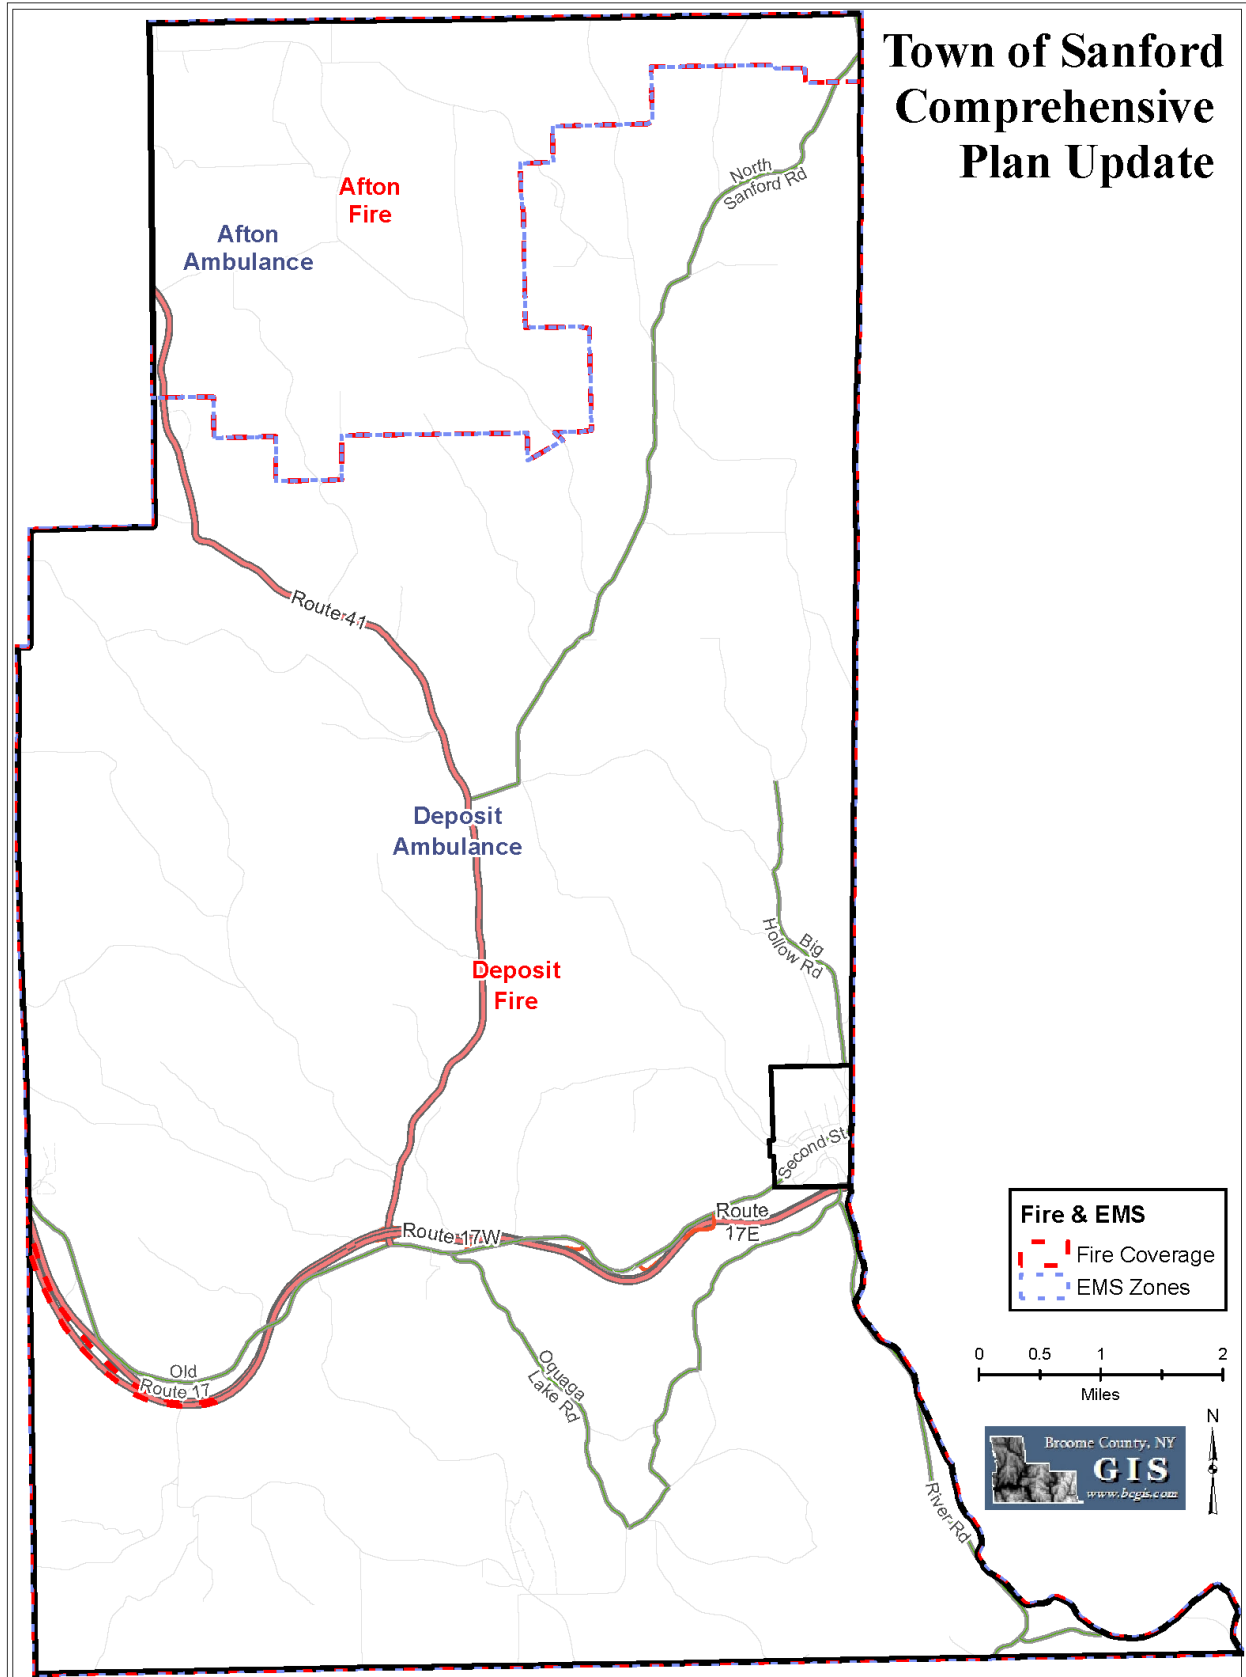 Town of Sanford
Comprehensive
Plan Update
North
Sanford Rd
Afton
Fire
Afton
Ambulance
Route 41
Deposit
Ambulance
Big
Hollow Rd
Deposit
Fire
Second St
Route 17W
Route
17E
Old
Route 17
Oquaga
Lake Rd
River Rd
Fire & EMS
Fire Coverage
EMS Zones
0 0.5 1 2
Miles
N
Broome County, NY
GIS
www.bcgis.com